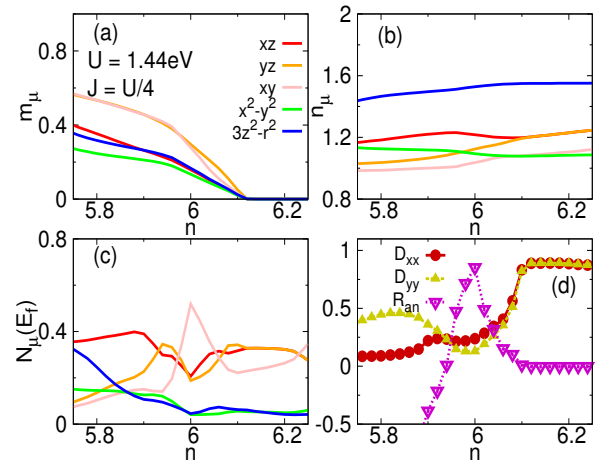 (a)
U = 1.44eV
J = U/4
xz
yz
xy
x²-y²
3z²-r²
m_μ
0.8
0.4
0
5.8
6
6.2
n
(b)
n_μ
2
1.6
1.2
0.8
5.8
6
6.2
n
(c)
N_μ(E_f)
0.8
0.4
0
5.8
6
6.2
n
D_xx
D_yy
R_an
(d)
1
0.5
0
-0.5
5.8
6
6.2
n